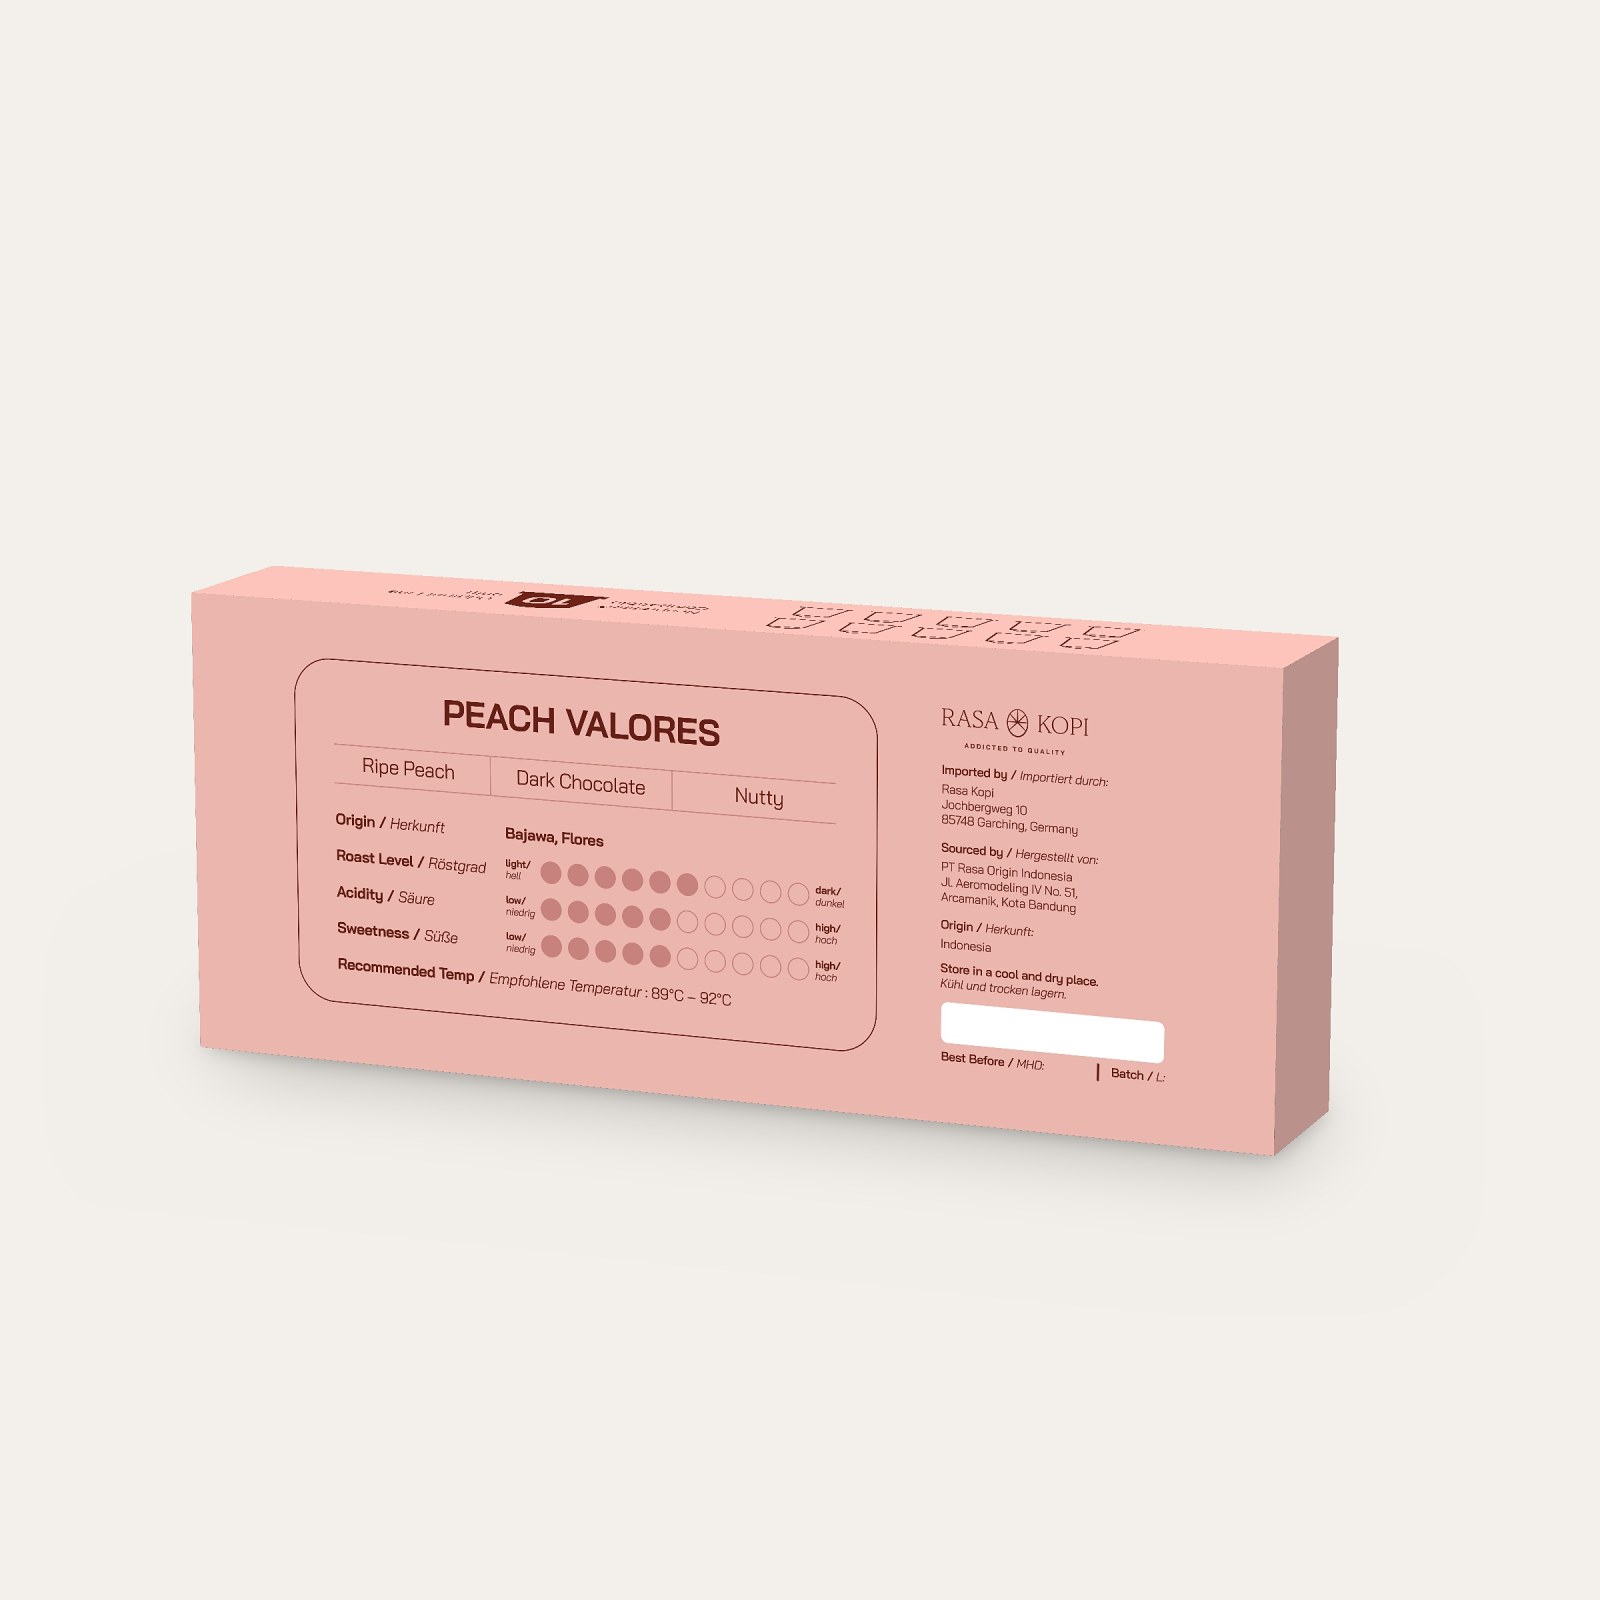 10
PEACH VALORES
Ripe Peach
Dark Chocolate
Nutty
Origin / Herkunft
Bajawa, Flores
Roast Level / Röstgrad
light/
hell
dark/
dunkel
Acidity / Säure
low/
niedrig
high/
hoch
Sweetness / Süße
low/
niedrig
high/
hoch
Recommended Temp / Empfohlene Temperatur : 89°C – 92°C
RASA KOPI
ADDICTED TO QUALITY
Imported by / Importiert durch:
Rasa Kopi
Jochbergweg 10
85748 Garching, Germany
Sourced by / Hergestellt von:
PT Rasa Origin Indonesia
Jl. Aeromodeling IV No. 51,
Arcamanik, Kota Bandung
Origin / Herkunft:
Indonesia
Store in a cool and dry place.
Kühl und trocken lagern.
Best Before / MHD:
Batch / L: